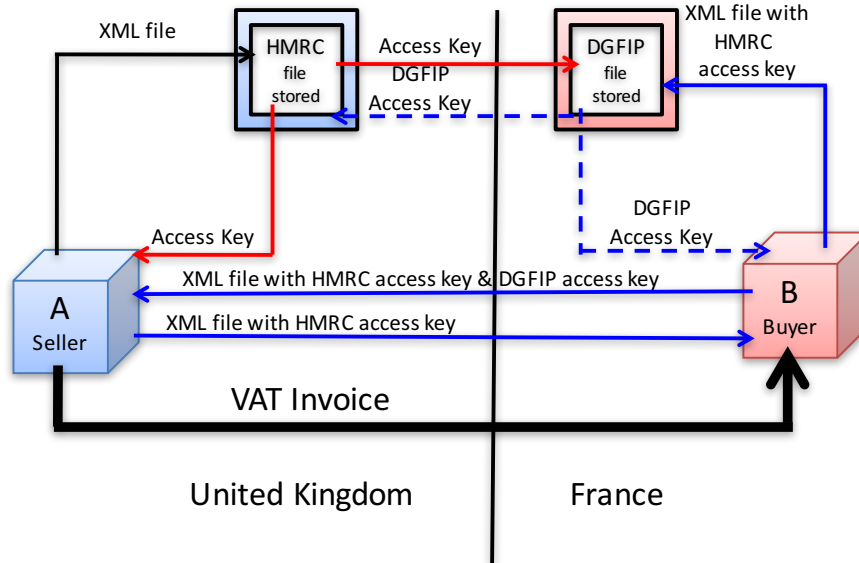 XML file
HMRC
file
stored
Access Key
DGFIP
Access Key
DGFIP
file
stored
XML file with
HMRC
access key
Access Key
DGFIP
Access Key
XML file with HMRC access key & DGFIP access key
XML file with HMRC access key
A
Seller
B
Buyer
VAT Invoice
United Kingdom
France